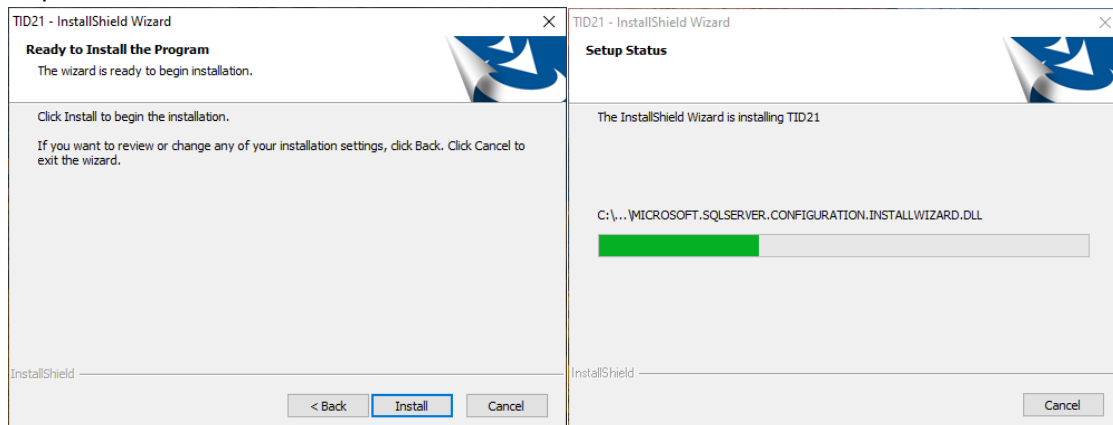 TID21 - InstallShield Wizard
Ready to Install the Program
The wizard is ready to begin installation.
Click Install to begin the installation.
If you want to review or change any of your installation settings, click Back. Click Cancel to
exit the wizard.
InstallShield
< Back
Install
Cancel
TID21 - InstallShield Wizard
Setup Status
The InstallShield Wizard is installing TID21
C:\...\MICROSOFT.SQLSERVER.CONFIGURATION.INSTALLWIZARD.DLL
InstallShield
Cancel